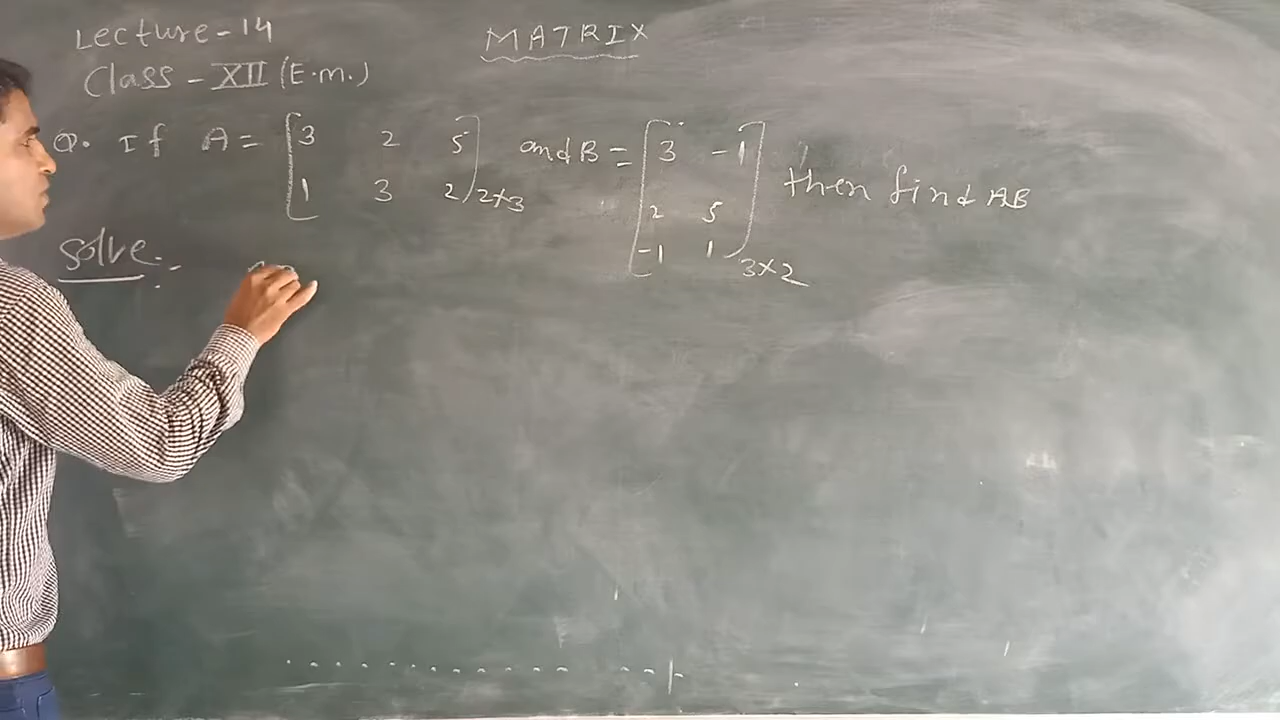 Lecture-14
MATRIX
Class - XII (E.m.)
Q. If A = [3 2 5 and B = [3 -1] then find AB
1 3 2]2×3
2 5
-1 1]3×2
Solve:-